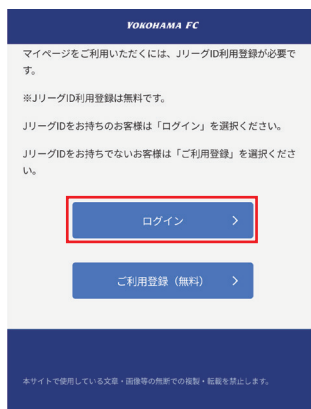 YOKOHAMA FC
マイページをご利用いただくには、JリーグID利用登録が必要で
す。
※JリーグID利用登録は無料です。
JリーグIDをお持ちのお客様は「ログイン」を選択ください。
JリーグIDをお持ちでないお客様は「ご利用登録」を選択くださ
い。
ログイン
ご利用登録（無料）
本サイトで使用している文章・画像等の無断での複製・転載を禁止します。